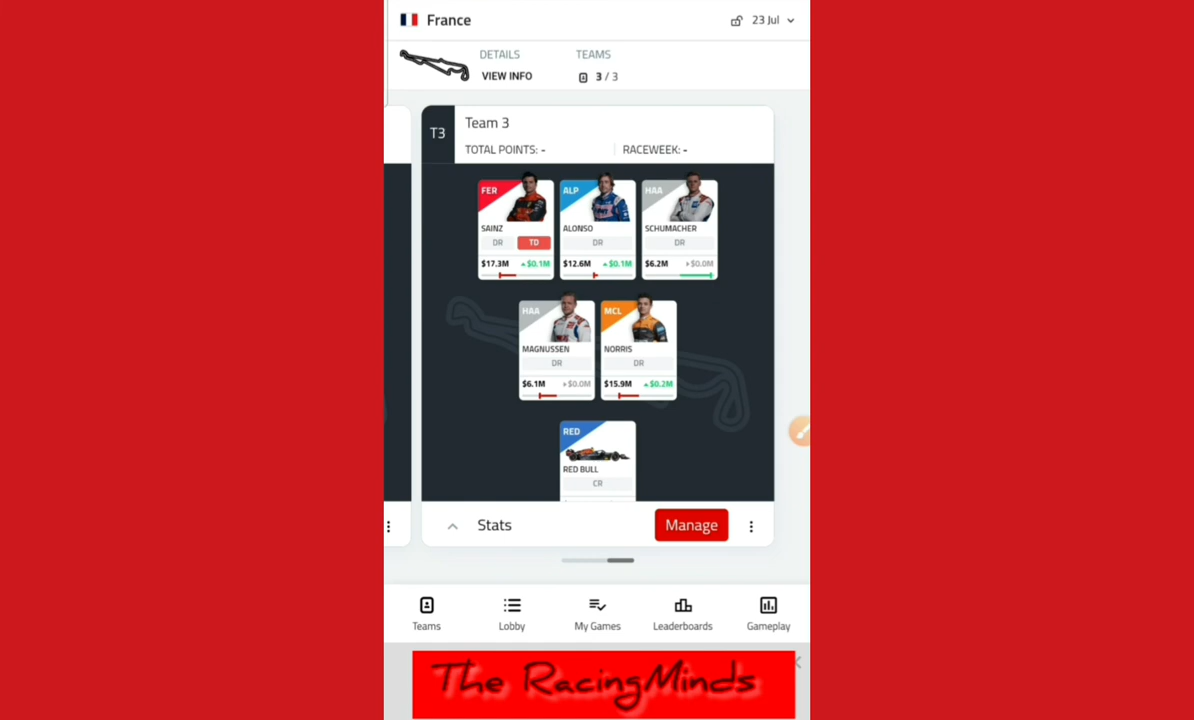 France
23 Jul
DETAILS
TEAMS
VIEW INFO
3 / 3
T3
Team 3
TOTAL POINTS: -
RACEWEEK: -
FER
ALP
HAA
SAINZ
ALONSO
SCHUMACHER
DR TD
DR
DR
$17.3M $0.1M
$12.6M $0.1M
$6.2M $0.0M
HAA
MCL
MAGNUSSEN
NORRIS
DR
DR
$6.1M $0.0M
$15.9M $0.2M
RED
RED BULL
CR
Stats
Manage
Teams
Lobby
My Games
Leaderboards
Gameplay
The RacingMinds